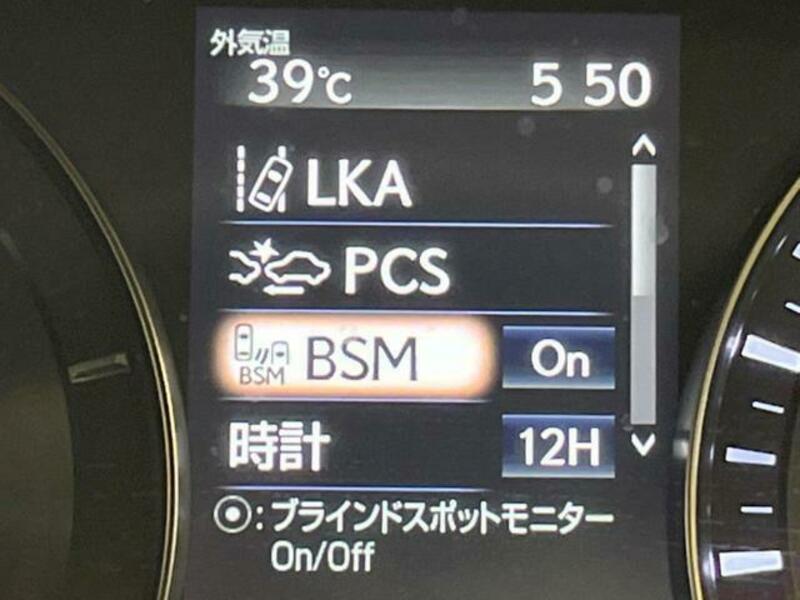 外気温
39℃ 5 50
LKA
PCS
BSM BSM On
時計 12H
⦿:ブラインドスポットモニター
On/Off